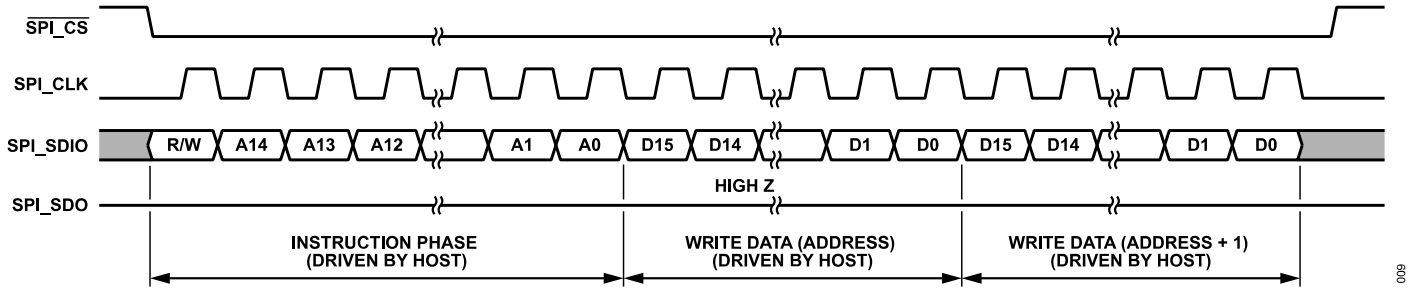 SPI_CS
SPI_CLK
SPI_SDIO R/W A14 A13 A12 A1 A0 D15 D14 D1 D0 D15 D14 D1 D0
HIGH Z
SPI_SDO
INSTRUCTION PHASE WRITE DATA (ADDRESS) WRITE DATA (ADDRESS + 1)
(DRIVEN BY HOST) (DRIVEN BY HOST) (DRIVEN BY HOST)
009